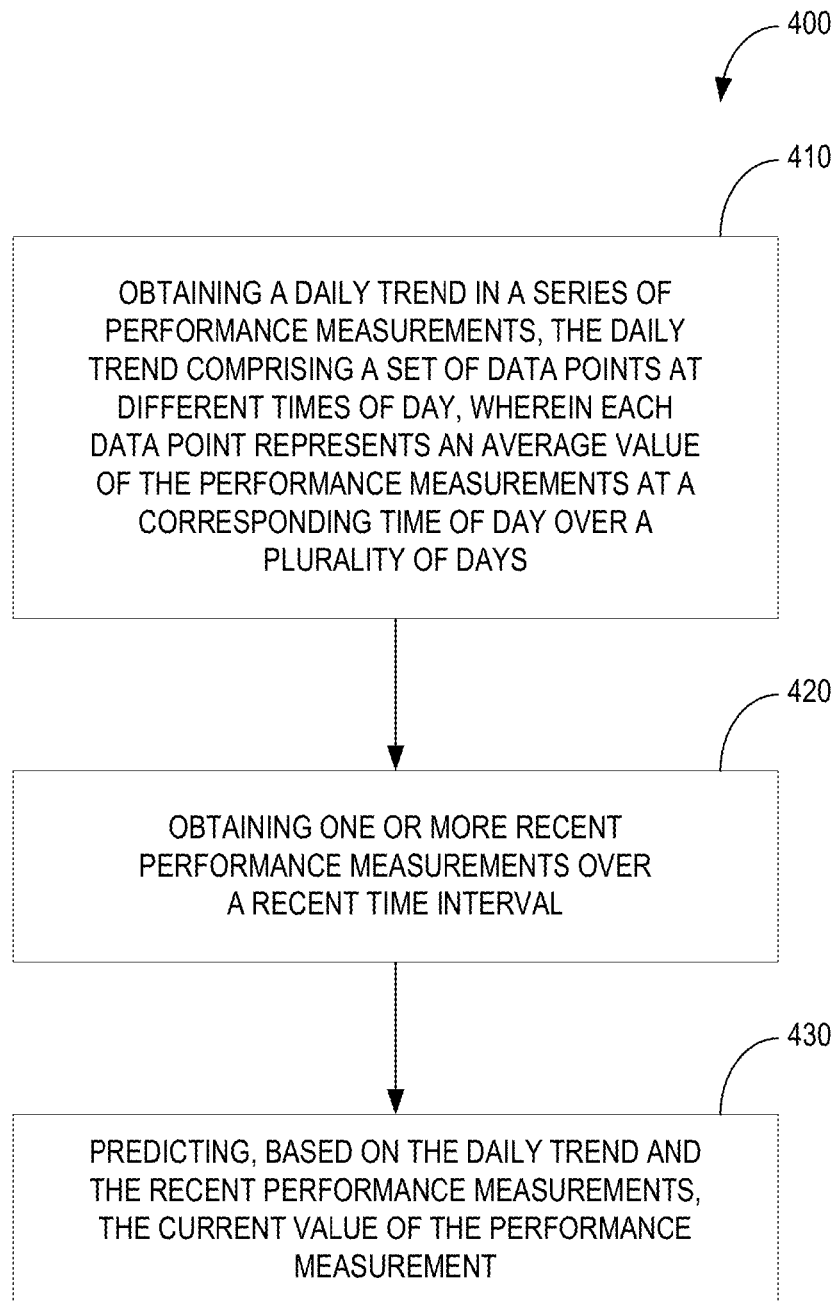 400
410
OBTAINING A DAILY TREND IN A SERIES OF
PERFORMANCE MEASUREMENTS, THE DAILY
TREND COMPRISING A SET OF DATA POINTS AT
DIFFERENT TIMES OF DAY, WHEREIN EACH
DATA POINT REPRESENTS AN AVERAGE VALUE
OF THE PERFORMANCE MEASUREMENTS AT A
CORRESPONDING TIME OF DAY OVER A
PLURALITY OF DAYS
420
OBTAINING ONE OR MORE RECENT
PERFORMANCE MEASUREMENTS OVER
A RECENT TIME INTERVAL
430
PREDICTING, BASED ON THE DAILY TREND AND
THE RECENT PERFORMANCE MEASUREMENTS,
THE CURRENT VALUE OF THE PERFORMANCE
MEASUREMENT